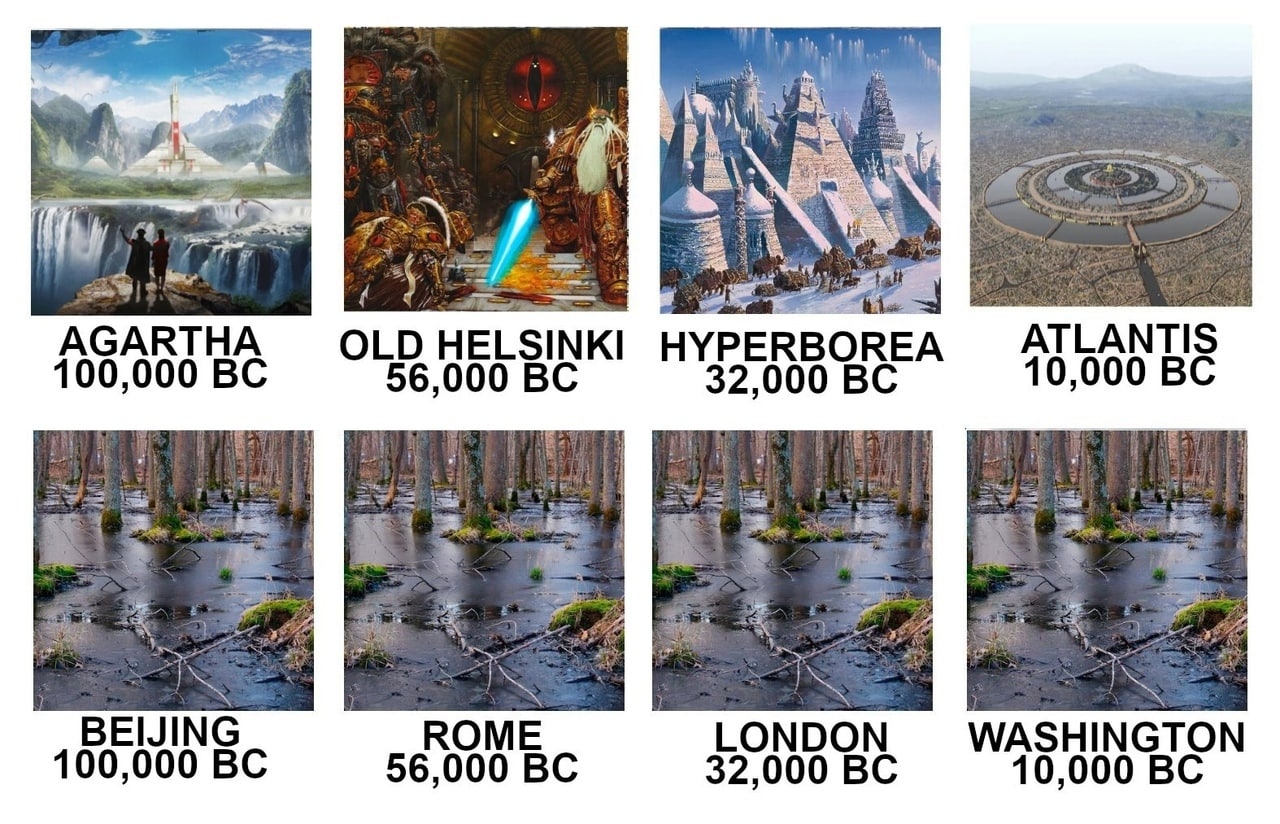 AGARTHA
100,000 BC
OLD HELSINKI
56,000 BC
HYPERBOREA
32,000 BC
ATLANTIS
10,000 BC
BEIJING
100,000 BC
ROME
56,000 BC
LONDON
32,000 BC
WASHINGTON
10,000 BC